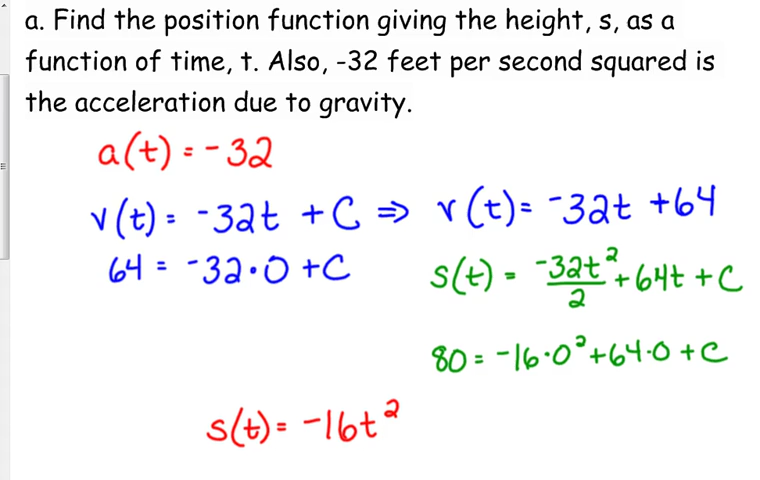 a. Find the position function giving the height, s, as a
function of time, t. Also, -32 feet per second squared is
the acceleration due to gravity.
a(t) = -32
v(t) = -32t + C ⇒ v(t) = -32t + 64
64 = -32·0 + C
s(t) = -32t²/2 + 64t + C
80 = -16·0² + 64·0 + C
s(t) = -16t²